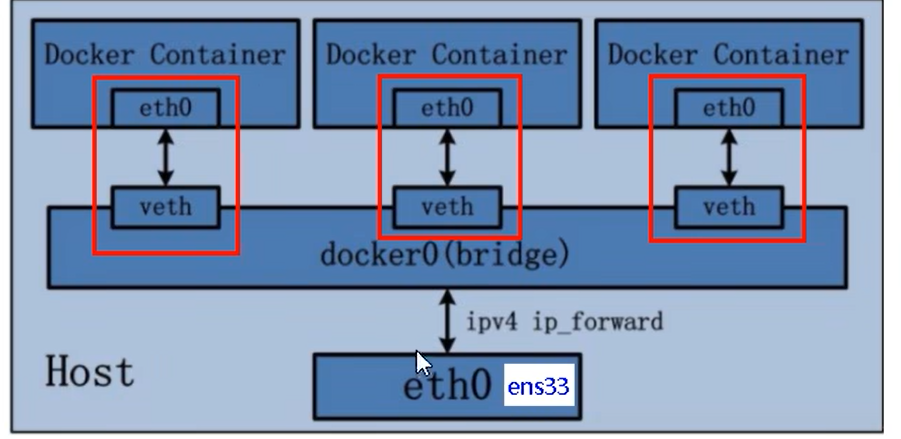 Docker Container
Docker Container
Docker Container
eth0
eth0
eth0
veth
veth
veth
docker0(bridge)
ipv4 ip_forward
Host
eth0
ens33